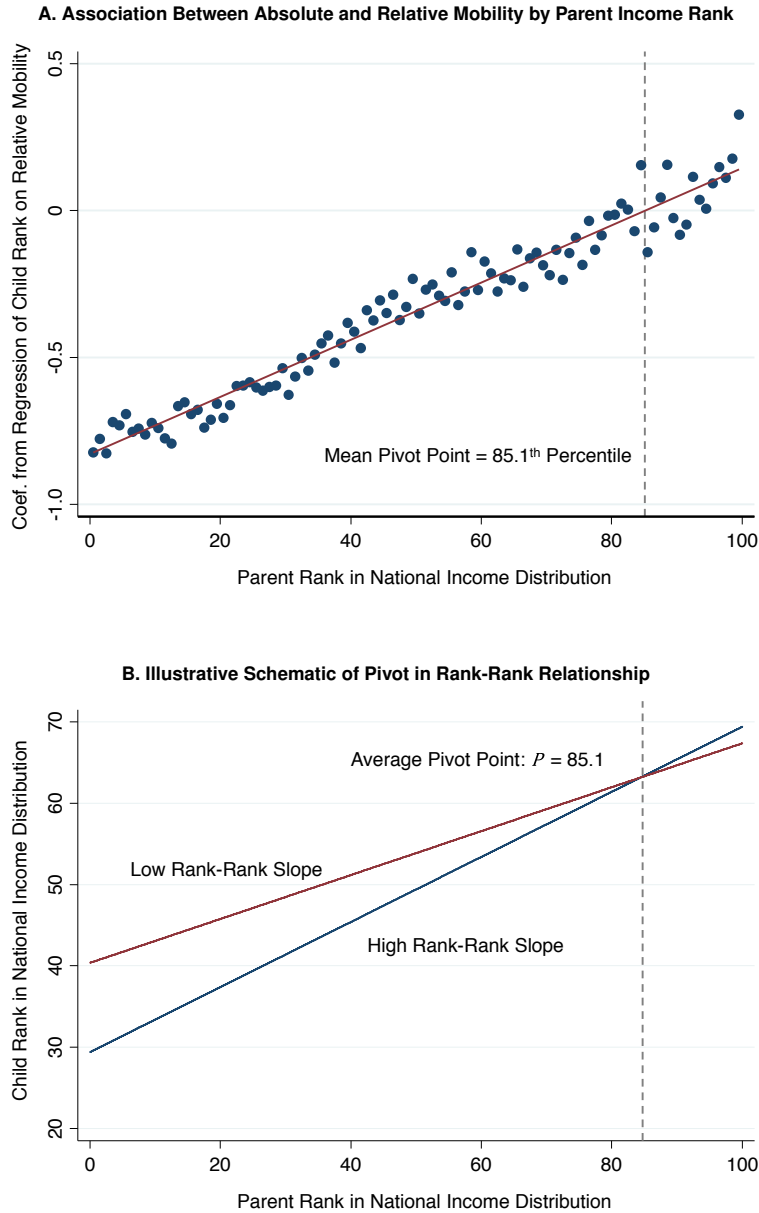 A. Association Between Absolute and Relative Mobility by Parent Income Rank
Coef. from Regression of Child Rank on Relative Mobility
0.5
0
-0.5
-1.0
Mean Pivot Point = 85.1th Percentile
0 20 40 60 80 100
Parent Rank in National Income Distribution
B. Illustrative Schematic of Pivot in Rank-Rank Relationship
Child Rank in National Income Distribution
70
60
50
40
30
20
Average Pivot Point: P = 85.1
Low Rank-Rank Slope
High Rank-Rank Slope
0 20 40 60 80 100
Parent Rank in National Income Distribution